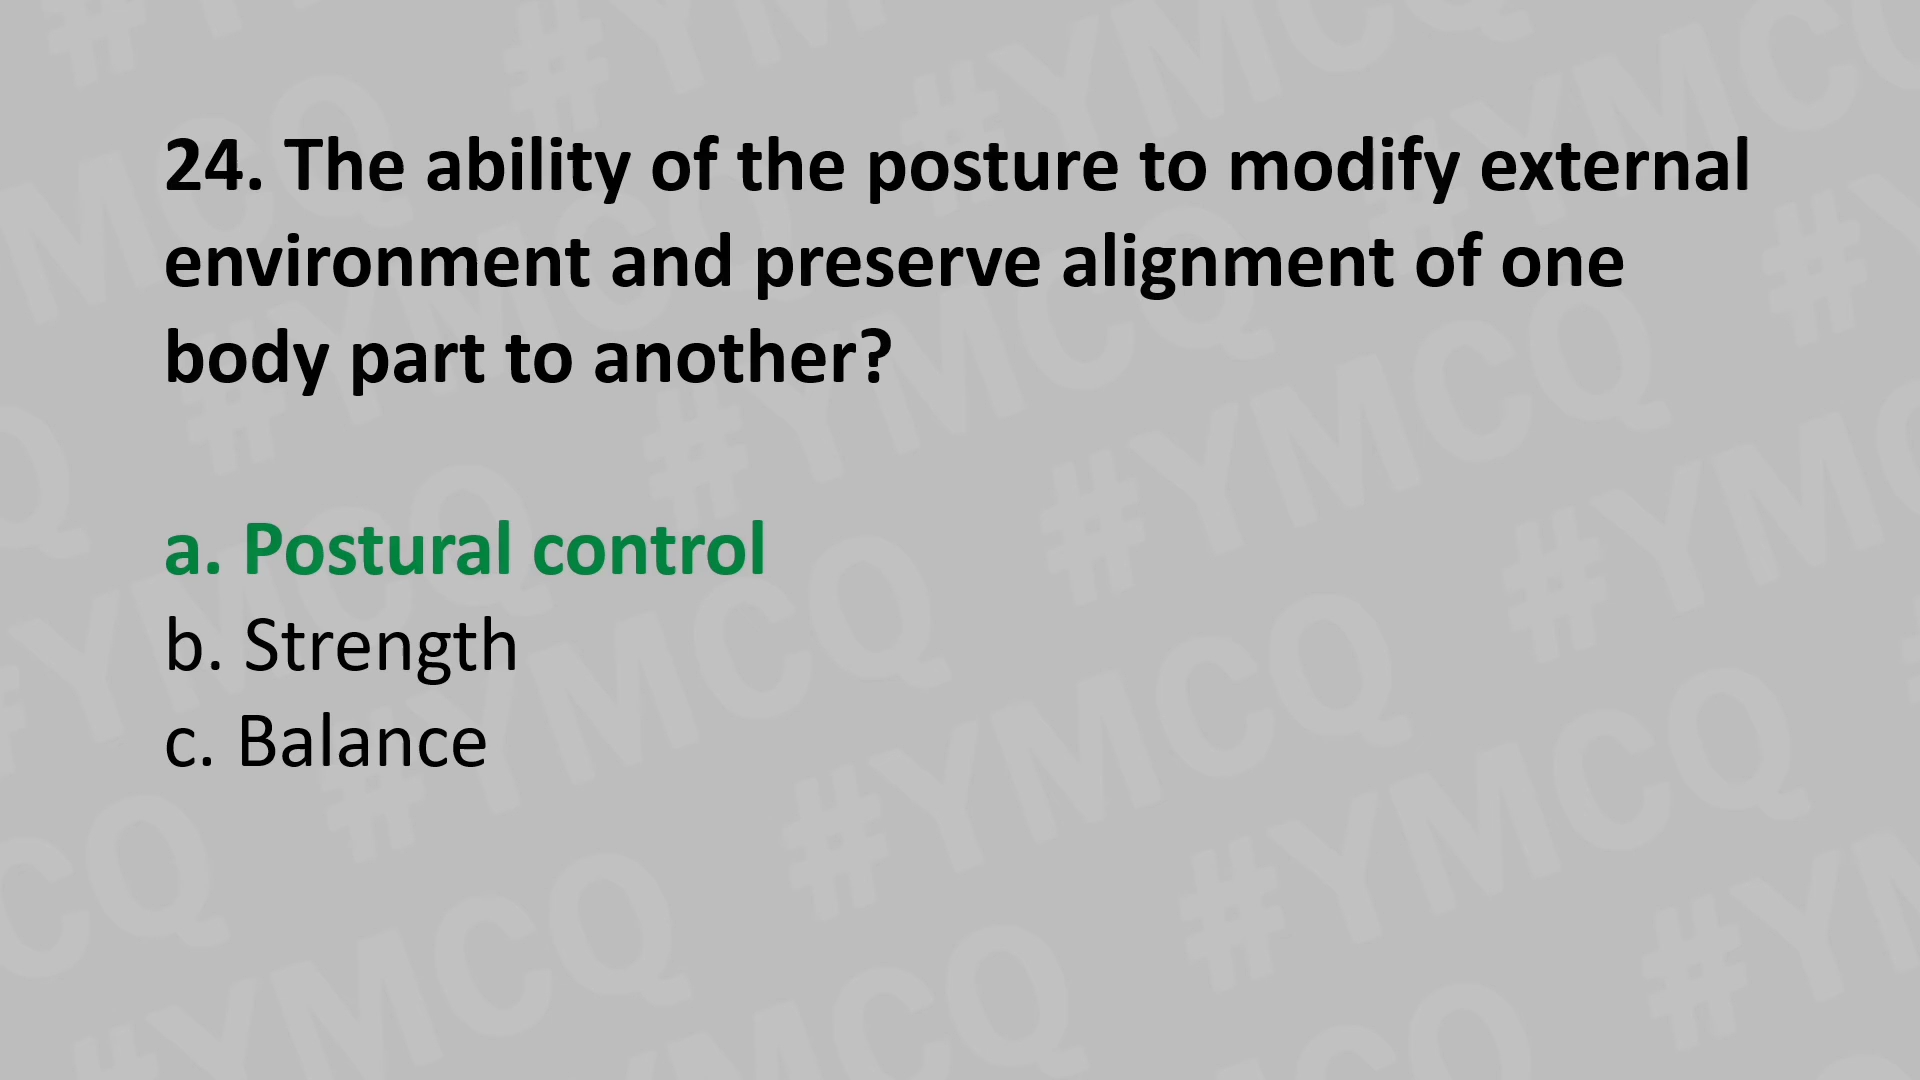 24. The ability of the posture to modify external
environment and preserve alignment of one
body part to another?
a. Postural control
b. Strength
c. Balance
#YMCQ